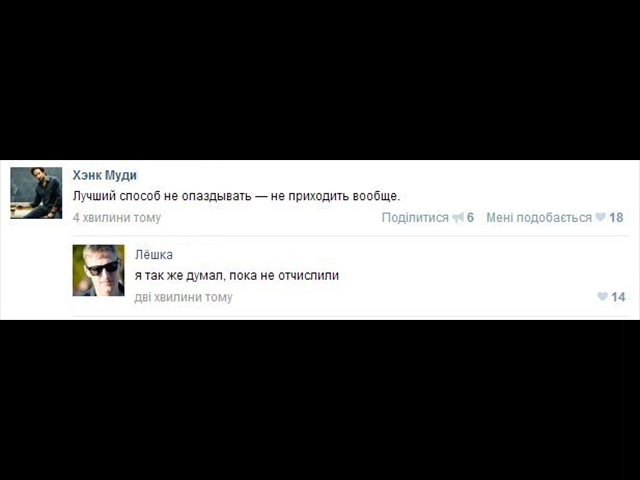 Хэнк Муди
Лучший способ не опаздывать — не приходить вообще.
4 хвилини тому Поділитися 6 Мені подобається 18
Лёшка
я так же думал, пока не отчислили
дві хвилини тому 14